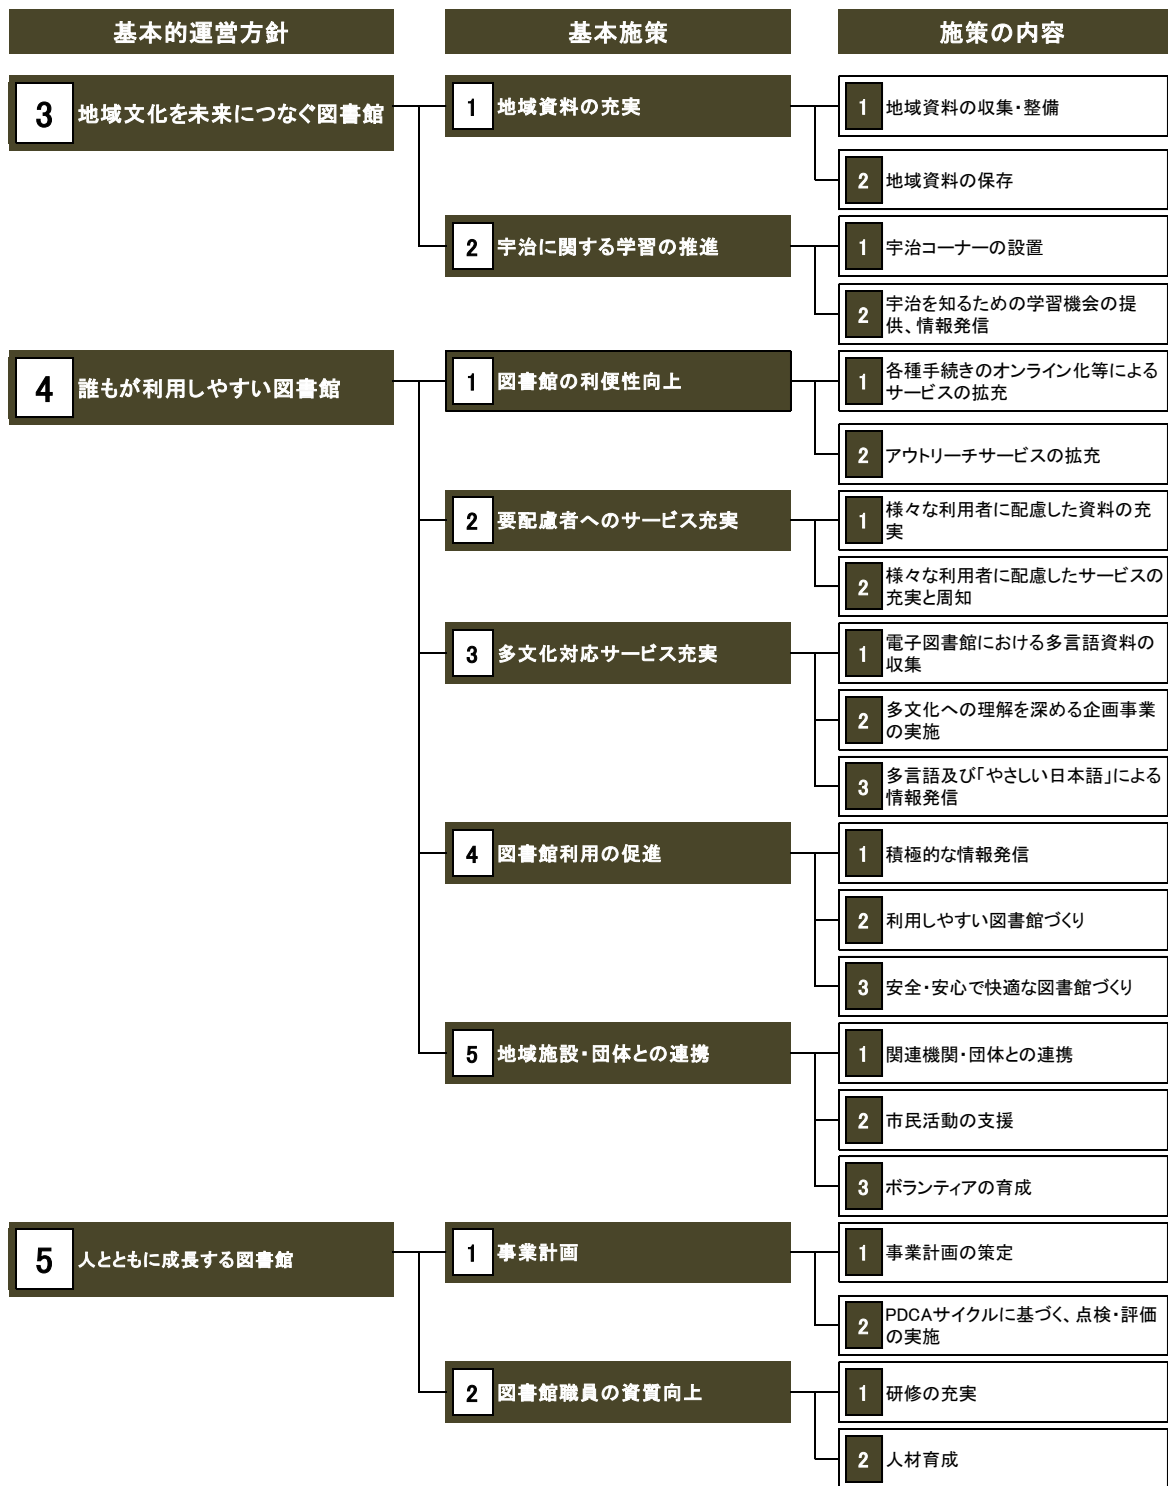 基本的運営方針
基本施策
施策の内容
3 地域文化を未来につなぐ図書館
1 地域資料の充実
1 地域資料の収集・整備
2 地域資料の保存
2 宇治に関する学習の推進
1 宇治コーナーの設置
2 宇治を知るための学習機会の提
供、情報発信
4 誰もが利用しやすい図書館
1 図書館の利便性向上
1 各種手続きのオンライン化等による
サービスの拡充
2 アウトリーチサービスの拡充
2 要配慮者へのサービス充実
1 様々な利用者に配慮した資料の充
実
2 様々な利用者に配慮したサービスの
充実と周知
3 多文化対応サービス充実
1 電子図書館における多言語資料の
収集
2 多文化への理解を深める企画事業
の実施
3 多言語及び「やさしい日本語」による
情報発信
4 図書館利用の促進
1 積極的な情報発信
2 利用しやすい図書館づくり
3 安全・安心で快適な図書館づくり
5 地域施設・団体との連携
1 関連機関・団体との連携
2 市民活動の支援
3 ボランティアの育成
5 人とともに成長する図書館
1 事業計画
1 事業計画の策定
2 PDCAサイクルに基づく、点検・評価
の実施
2 図書館職員の資質向上
1 研修の充実
2 人材育成